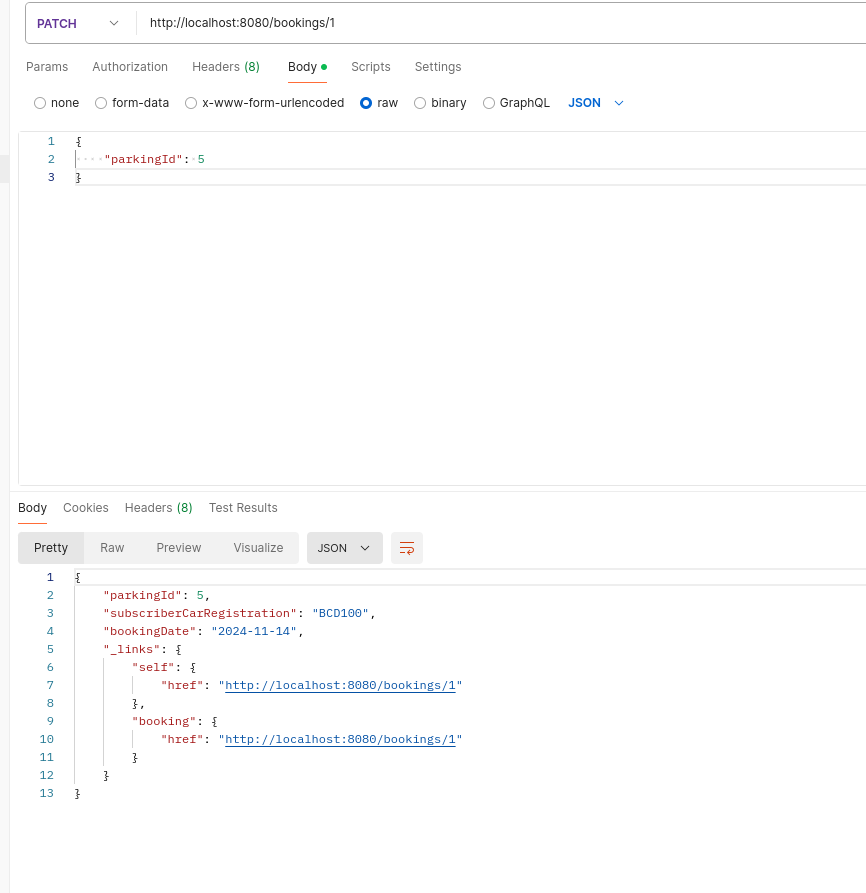 PATCH http://localhost:8080/bookings/1
Params Authorization Headers (8) Body Scripts Settings
none form-data x-www-form-urlencoded raw binary GraphQL JSON
1 {
2 ····"parkingId":·5
3 }
Body Cookies Headers (8) Test Results
Pretty Raw Preview Visualize JSON
1 {
2 "parkingId": 5,
3 "subscriberCarRegistration": "BCD100",
4 "bookingDate": "2024-11-14",
5 "_links": {
6 "self": {
7 "href": "http://localhost:8080/bookings/1"
8 },
9 "booking": {
10 "href": "http://localhost:8080/bookings/1"
11 }
12 }
13 }